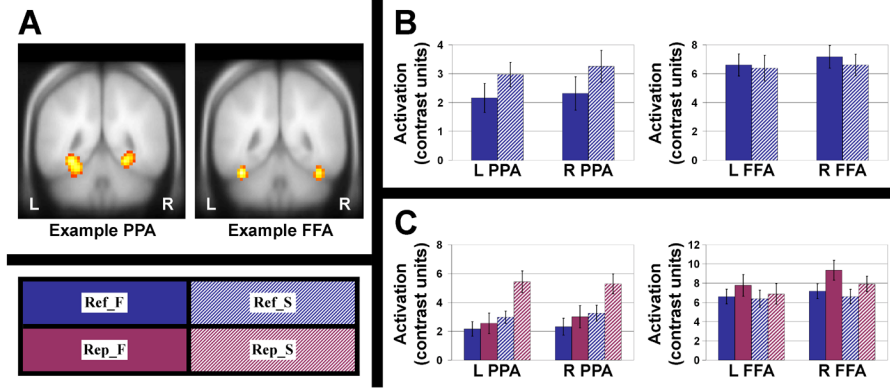 A
L
R
L
R
Example PPA
Example FFA
Ref_F
Ref_S
Rep_F
Rep_S
B
Activation
(contrast units)
4
3
2
1
0
L PPA
R PPA
Activation
(contrast units)
8
6
4
2
0
L FFA
R FFA
C
Activation
(contrast units)
8
6
4
2
0
L PPA
R PPA
Activation
(contrast units)
12
10
8
6
4
2
0
L FFA
R FFA